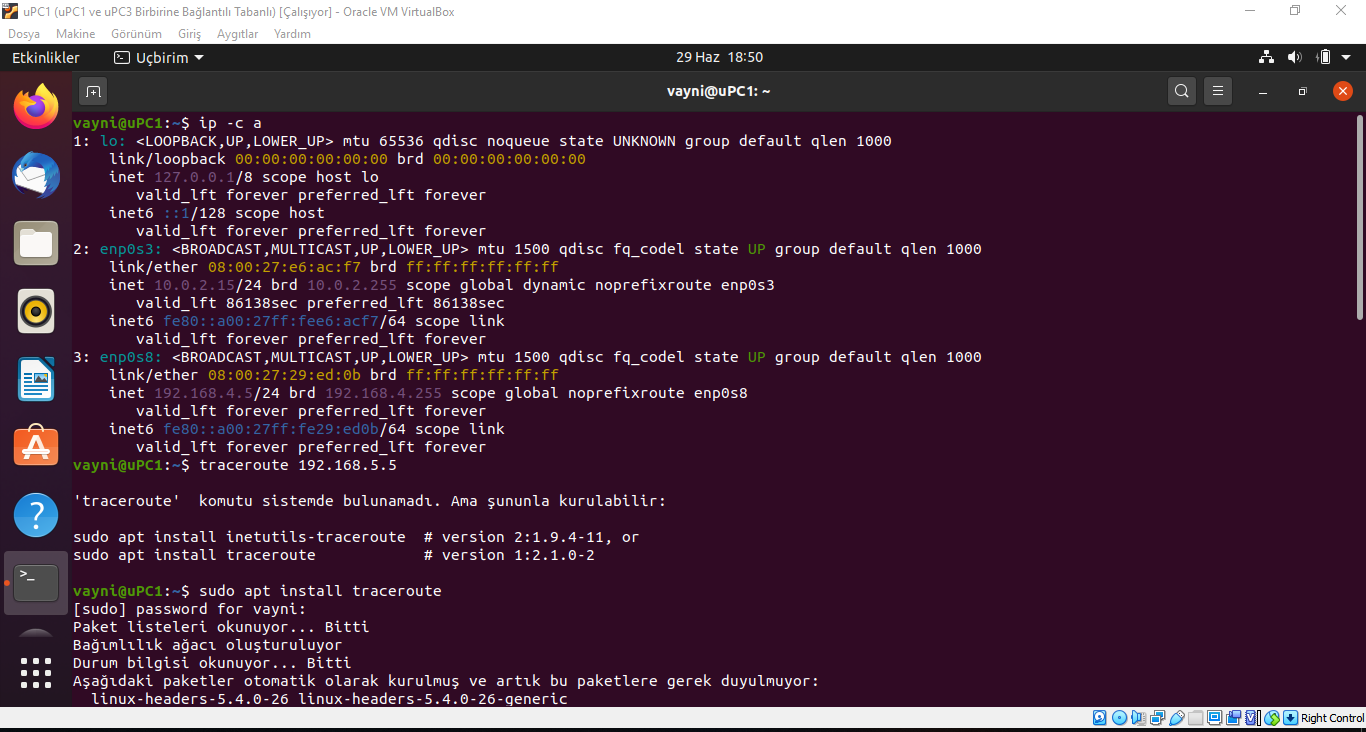 uPC1 (uPC1 ve uPC3 Birbirine Bağlantılı Tabanlı) [Çalışıyor] - Oracle VM VirtualBox
Dosya Makine Görünüm Giriş Aygıtlar Yardım
Etkinlikler Uçbirim 29 Haz 18:50
vayni@uPC1: ~
vayni@uPC1:~$ ip -c a
1: lo: <LOOPBACK,UP,LOWER_UP> mtu 65536 qdisc noqueue state UNKNOWN group default qlen 1000
    link/loopback 00:00:00:00:00:00 brd 00:00:00:00:00:00
    inet 127.0.0.1/8 scope host lo
       valid_lft forever preferred_lft forever
    inet6 ::1/128 scope host
       valid_lft forever preferred_lft forever
2: enp0s3: <BROADCAST,MULTICAST,UP,LOWER_UP> mtu 1500 qdisc fq_codel state UP group default qlen 1000
    link/ether 08:00:27:e6:ac:f7 brd ff:ff:ff:ff:ff:ff
    inet 10.0.2.15/24 brd 10.0.2.255 scope global dynamic noprefixroute enp0s3
       valid_lft 86138sec preferred_lft 86138sec
    inet6 fe80::a00:27ff:fee6:acf7/64 scope link
       valid_lft forever preferred_lft forever
3: enp0s8: <BROADCAST,MULTICAST,UP,LOWER_UP> mtu 1500 qdisc fq_codel state UP group default qlen 1000
    link/ether 08:00:27:29:ed:0b brd ff:ff:ff:ff:ff:ff
    inet 192.168.4.5/24 brd 192.168.4.255 scope global noprefixroute enp0s8
       valid_lft forever preferred_lft forever
    inet6 fe80::a00:27ff:fe29:ed0b/64 scope link
       valid_lft forever preferred_lft forever
vayni@uPC1:~$ traceroute 192.168.5.5
'traceroute'  komutu sistemde bulunamadı. Ama şununla kurulabilir:
sudo apt install inetutils-traceroute  # version 2:1.9.4-11, or
sudo apt install traceroute            # version 1:2.1.0-2
vayni@uPC1:~$ sudo apt install traceroute
[sudo] password for vayni:
Paket listeleri okunuyor... Bitti
Bağımlılık ağacı oluşturuluyor
Durum bilgisi okunuyor... Bitti
Aşağıdaki paketler otomatik olarak kurulmuş ve artık bu paketlere gerek duyulmuyor:
  linux-headers-5.4.0-26 linux-headers-5.4.0-26-generic
Right Control